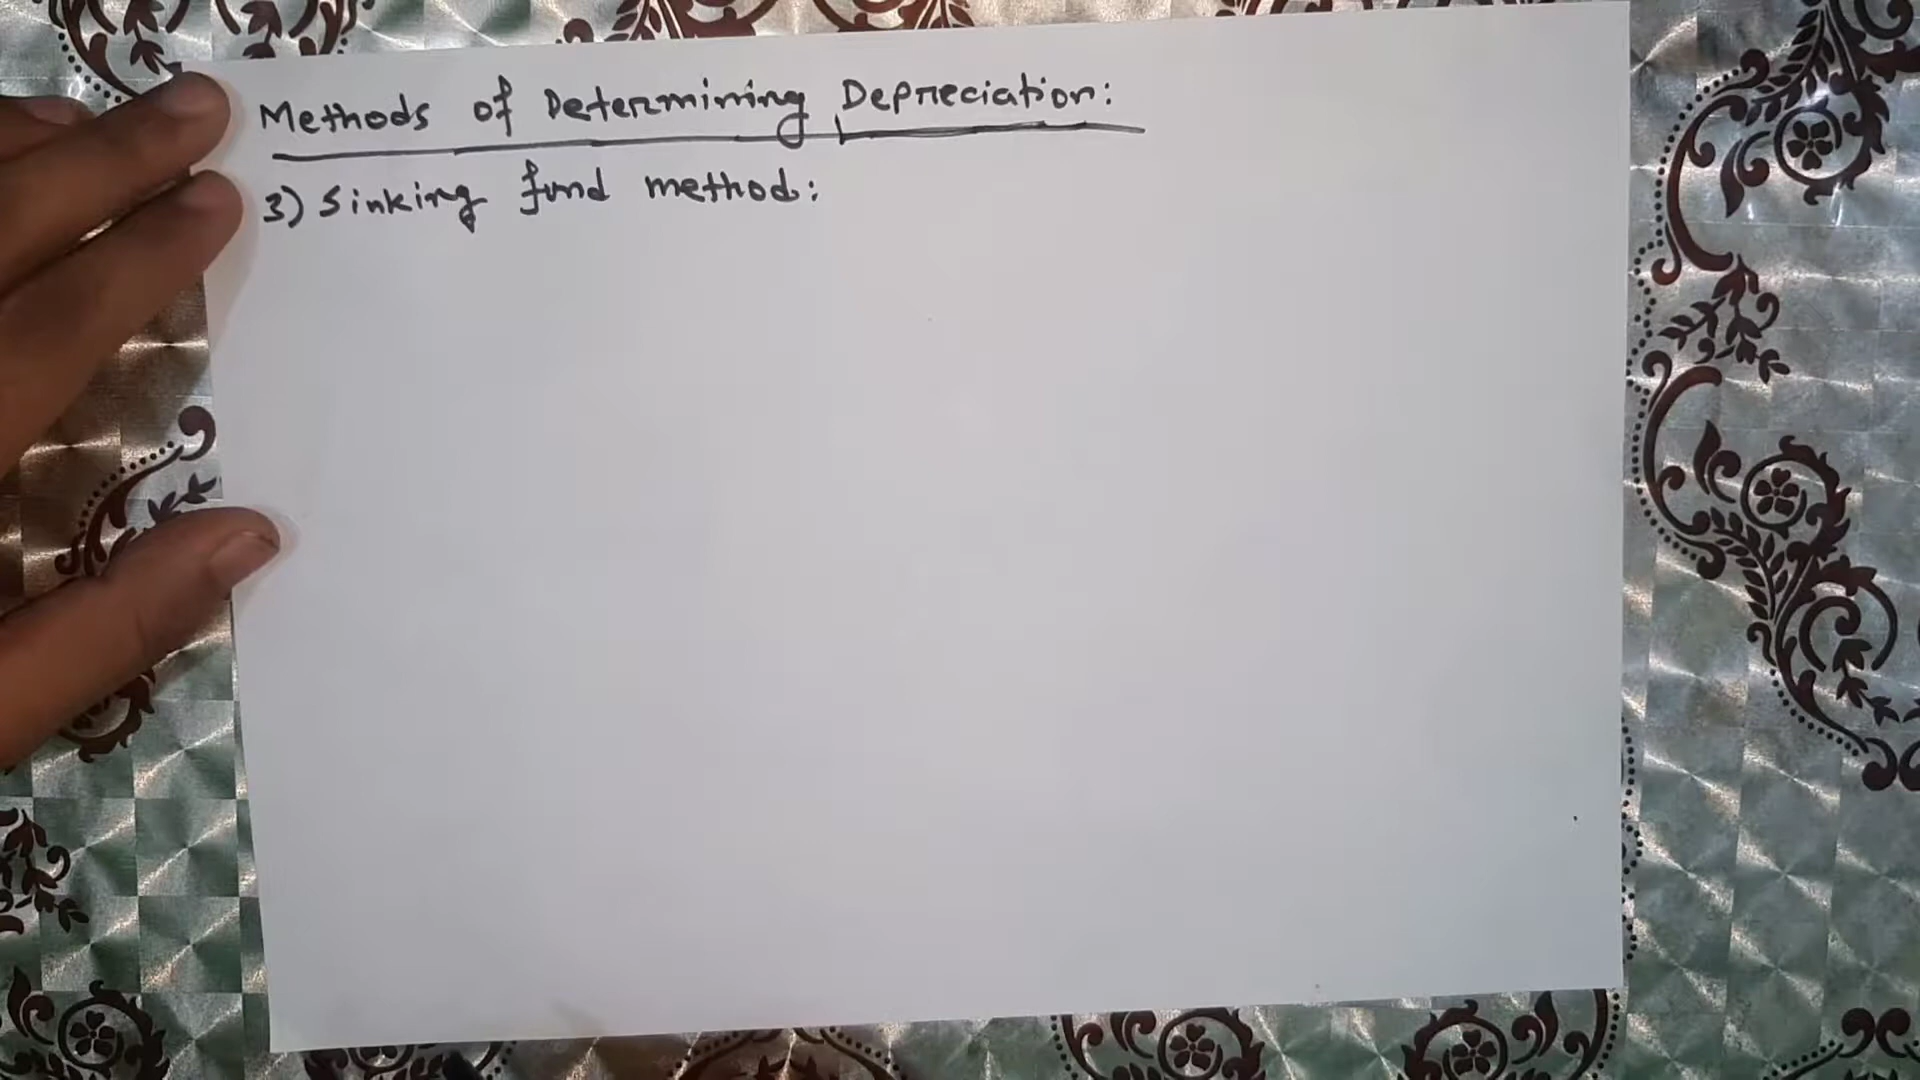 Methods of Determining Depreciation:
3) Sinking fund method: